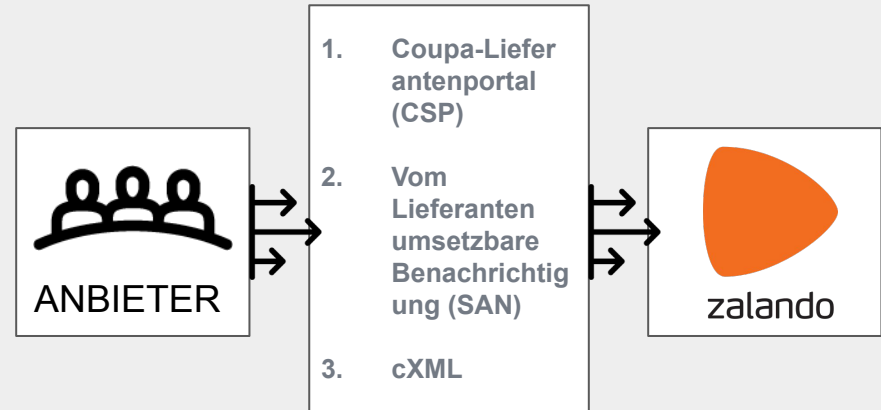 ANBIETER
1. Coupa-Liefer
antenportal
(CSP)
2. Vom
Lieferanten
umsetzbare
Benachrichtig
ung (SAN)
3. cXML
zalando